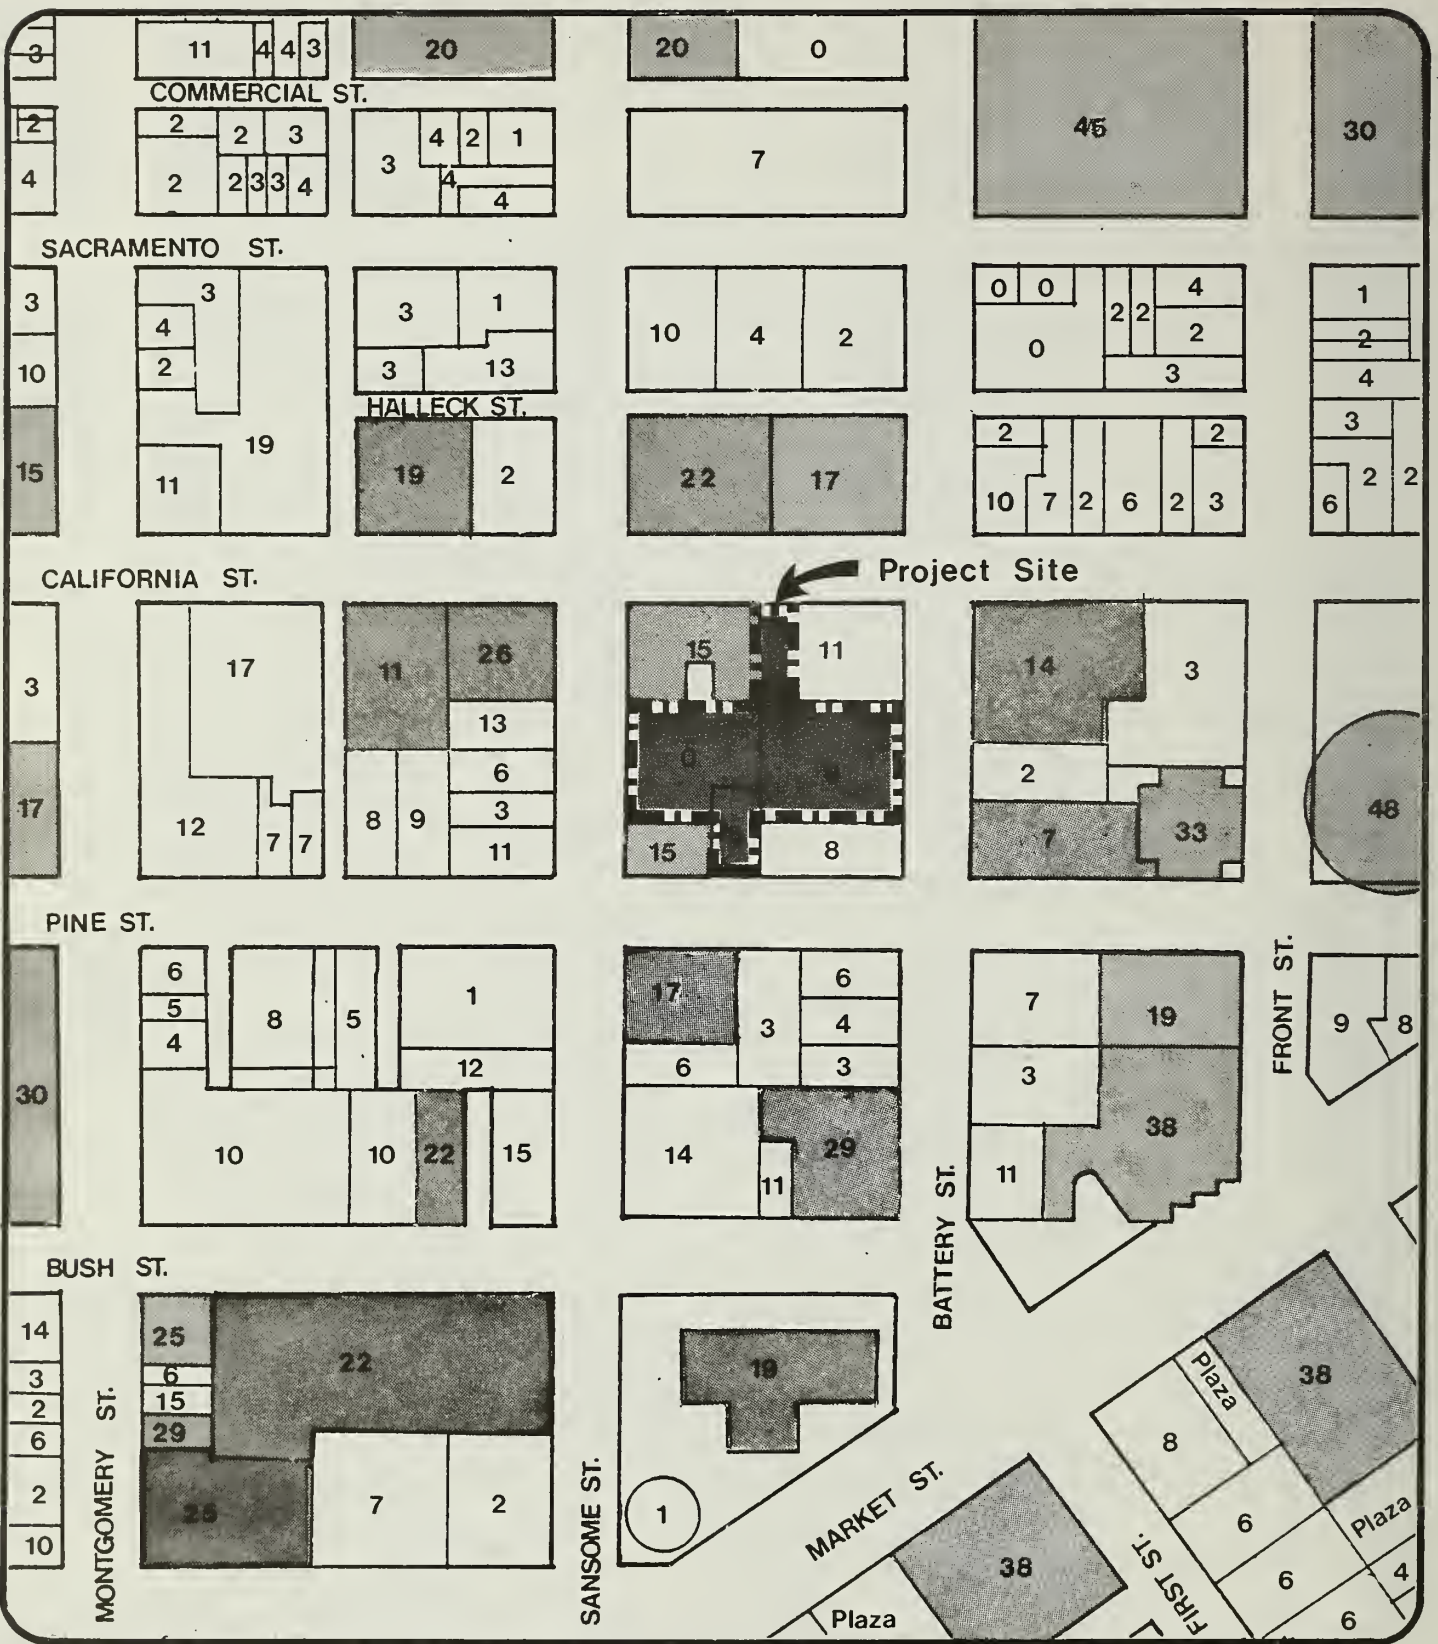 3 11 4 4 3 20 20 0
COMMERCIAL ST.
2 2 2 3 4 2 1 45 30
3 7
4 2 2 3 3 4 4 4
SACRAMENTO ST.
3 3 3 1 0 0 4 1
4 10 4 2 2 2 2 2
10 2 3 13 0 3 4
HALLECK ST.
19 2 2 3
15 11 19 2 22 17 10 7 2 6 2 3 6 2 2
CALIFORNIA ST.
Project Site
3 17 11 26 15 11 14 3
13
17 12 7 7 8 9 6 3 11 0 2 48
15 8 7 33
PINE ST.
6 1 17 6 7 19
5 8 5 3 4 9 8
4 12 6 3 3
FRONT ST.
30 10 10 22 15 14 11 29 11 38
BATTERY ST.
BUSH ST.
14 25 22 19 38
3 6
2 15 Plaza
6 29 8
MONTGOMERY ST.
2 7 2 1 6 Plaza
SANSOME ST.
MARKET ST.
10 38 6 4
FIRST ST.
Plaza 6